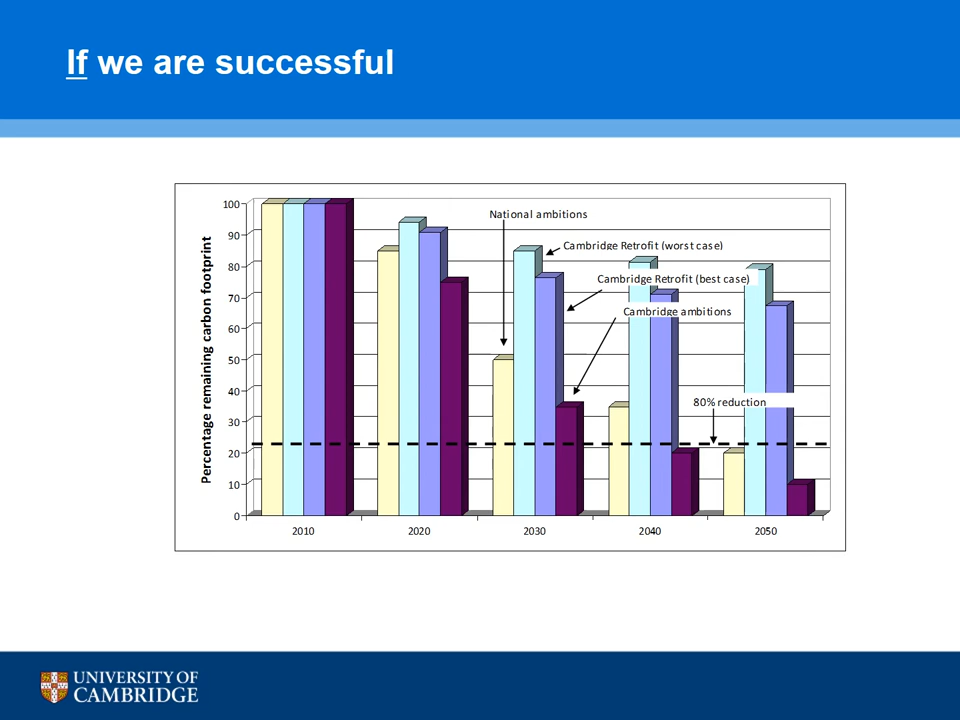 If we are successful
Percentage remaining carbon footprint
100
90
80
70
60
50
40
30
20
10
0
National ambitions
Cambridge Retrofit (worst case)
Cambridge Retrofit (best case)
Cambridge ambitions
80% reduction
2010 2020 2030 2040 2050
UNIVERSITY OF
CAMBRIDGE